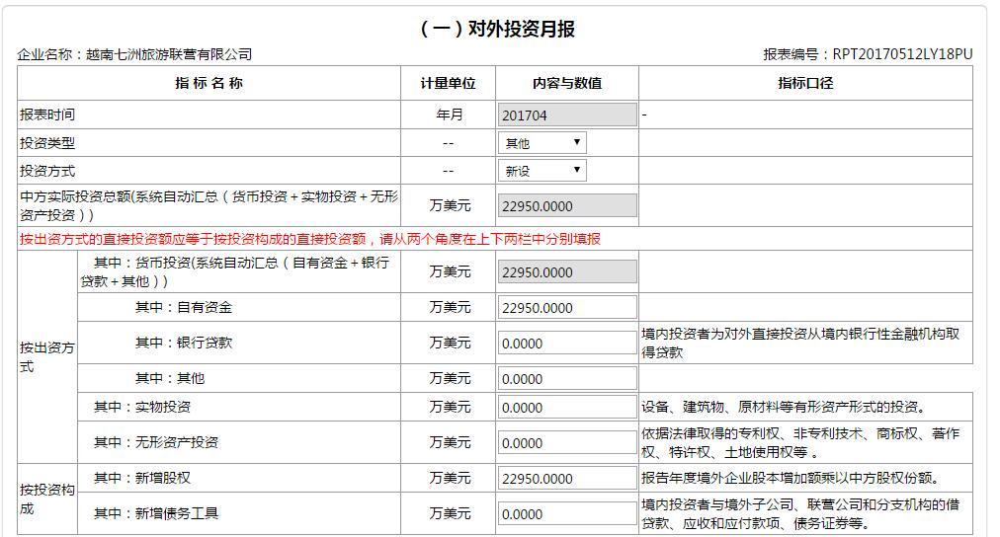 （一）对外投资月报
企业名称：越南七洲旅游联营有限公司 报表编号：RPT20170512LY18PU
指 标 名 称 计量单位 内容与数值 指标口径
报表时间 年月 201704 -
投资类型 -- 其他
投资方式 -- 新设
中方实际投资总额(系统自动汇总（货币投资＋实物投资＋无形
资产投资）) 万美元 22950.0000
按出资方式的直接投资额应等于按投资构成的直接投资额，请从两个角度在上下两栏中分别填报
按出资方
式
其中：货币投资(系统自动汇总（自有资金＋银行
贷款＋其他）) 万美元 22950.0000
其中：自有资金 万美元 22950.0000
其中：银行贷款 万美元 0.0000 境内投资者为对外直接投资从境内银行性金融机构取
得贷款
其中：其他 万美元 0.0000
其中：实物投资 万美元 0.0000 设备、建筑物、原材料等有形资产形式的投资。
其中：无形资产投资 万美元 0.0000 依据法律取得的专利权、非专利技术、商标权、著作
权、特许权、土地使用权等 。
按投资构
成
其中：新增股权 万美元 22950.0000 报告年度境外企业股本增加额乘以中方股权份额。
其中：新增债务工具 万美元 0.0000 境内投资者与境外子公司、联营公司和分支机构的借
贷款、应收和应付款项、债务证券等。